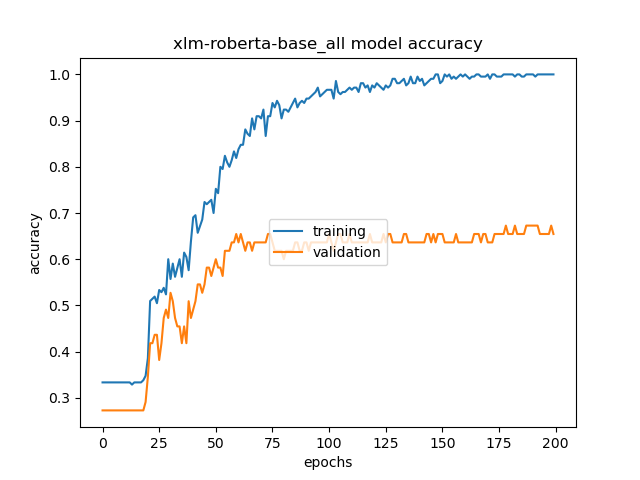 xlm-roberta-base_all model accuracy
1.0
0.9
0.8
0.7
0.6
0.5
0.4
0.3
accuracy
training
validation
0 25 50 75 100 125 150 175 200
epochs